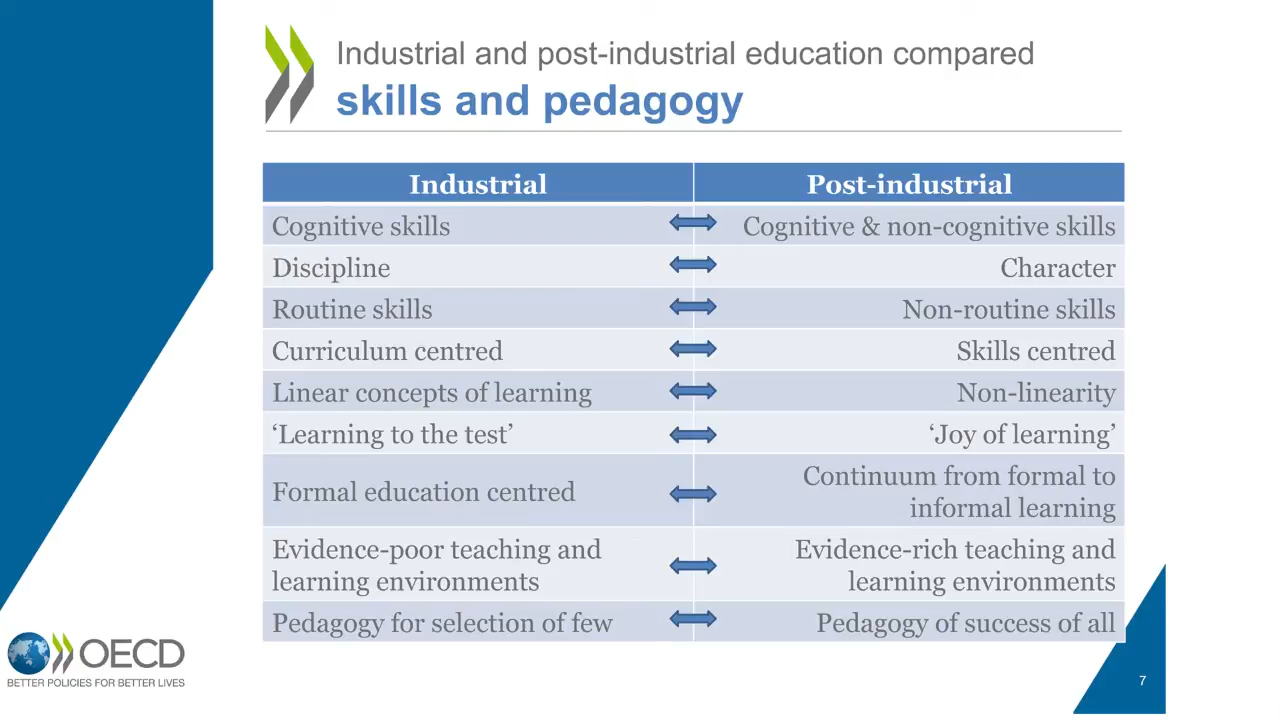 Industrial and post-industrial education compared
skills and pedagogy
Industrial Post-industrial
Cognitive skills Cognitive & non-cognitive skills
Discipline Character
Routine skills Non-routine skills
Curriculum centred Skills centred
Linear concepts of learning Non-linearity
‘Learning to the test’ ‘Joy of learning’
Formal education centred Continuum from formal to
informal learning
Evidence-poor teaching and Evidence-rich teaching and
learning environments learning environments
Pedagogy for selection of few Pedagogy of success of all
OECD
BETTER POLICIES FOR BETTER LIVES
7